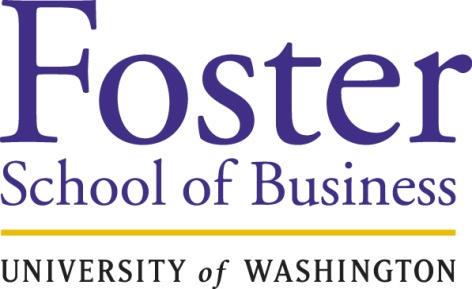 Foster
School of Business
UNIVERSITY of WASHINGTON